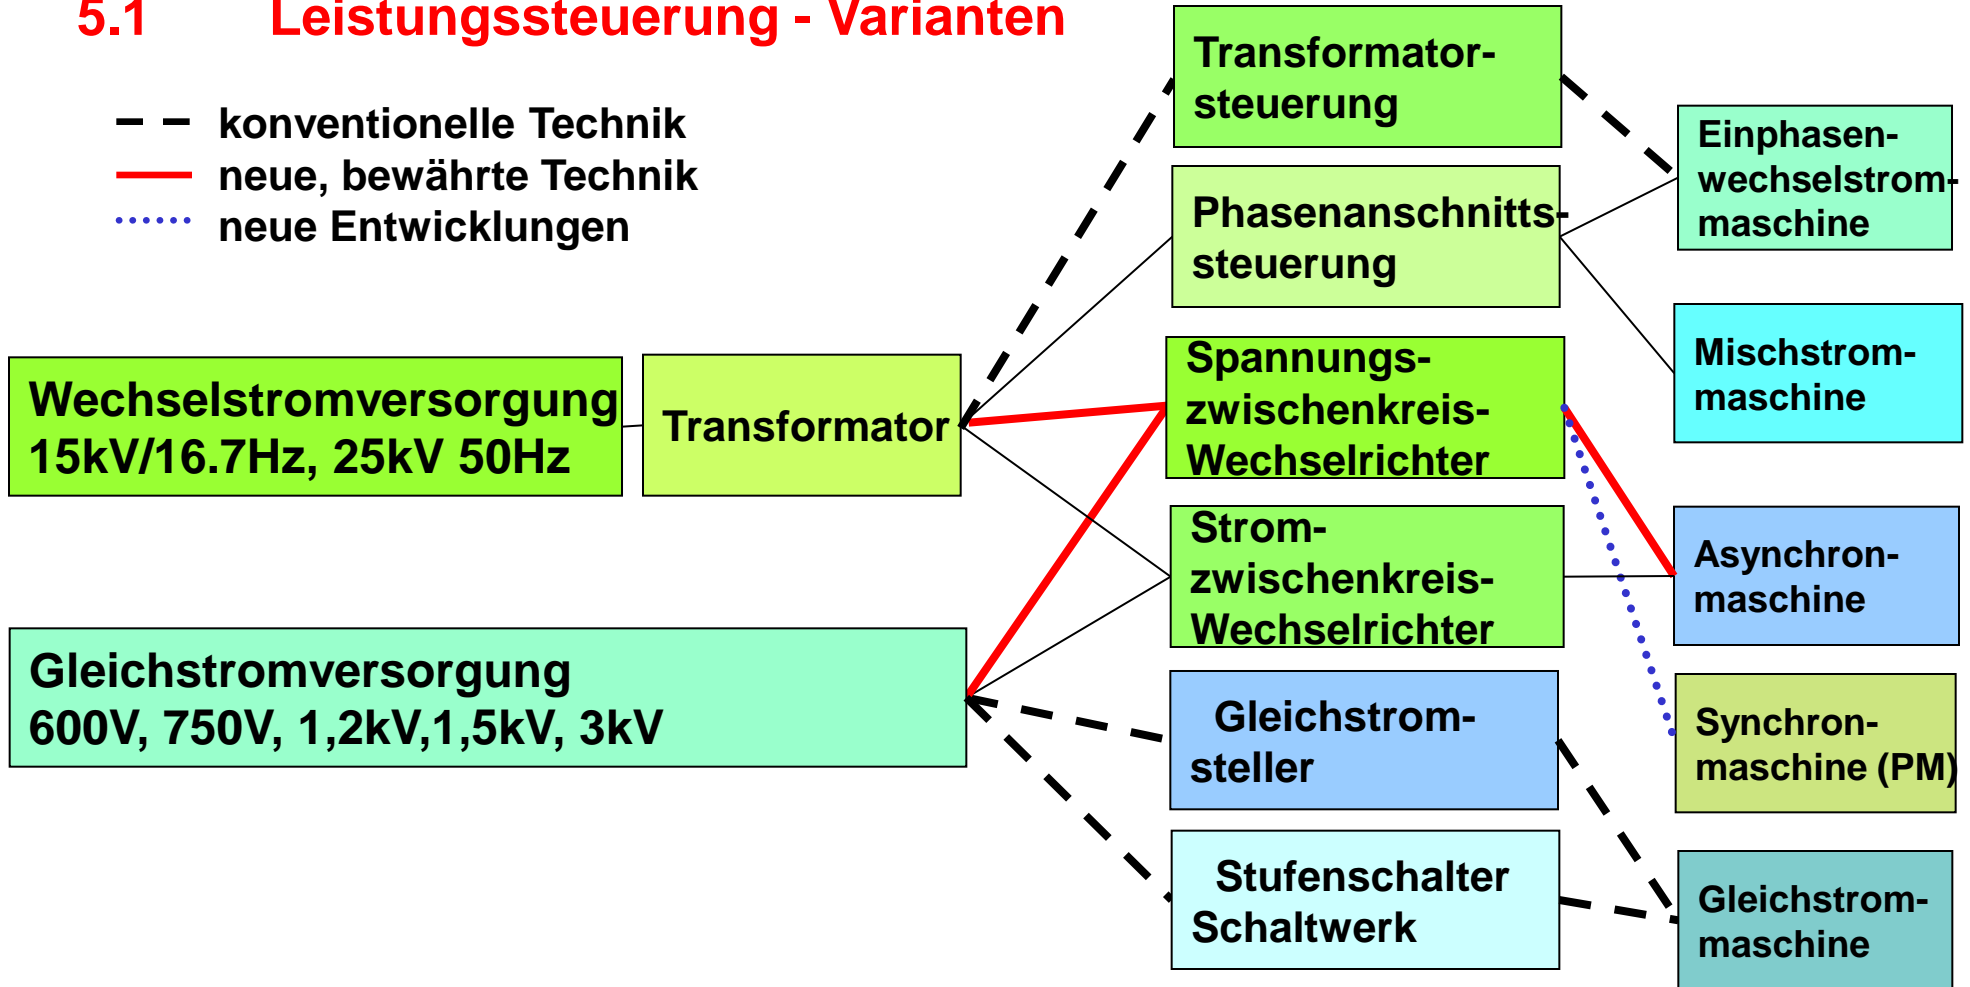 5.1 Leistungssteuerung - Varianten
konventionelle Technik
neue, bewährte Technik
neue Entwicklungen
Wechselstromversorgung
15kV/16.7Hz, 25kV 50Hz
Transformator
Gleichstromversorgung
600V, 750V, 1,2kV,1,5kV, 3kV
Transformator-
steuerung
Phasenanschnitts-
steuerung
Spannungs-
zwischenkreis-
Wechselrichter
Strom-
zwischenkreis-
Wechselrichter
Gleichstrom-
steller
Stufenschalter
Schaltwerk
Einphasen-
wechselstrom-
maschine
Mischstrom-
maschine
Asynchron-
maschine
Synchron-
maschine (PM)
Gleichstrom-
maschine